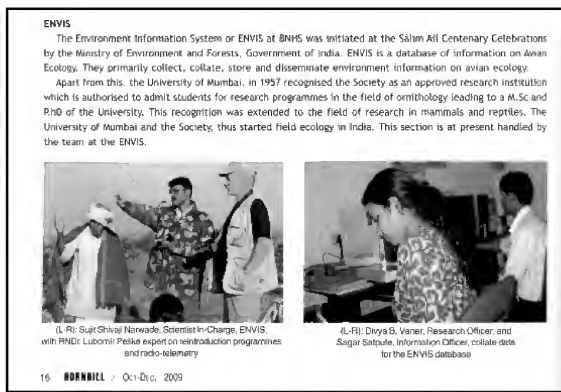 ENVIS
The Environment Information System or ENVIS at BNHS was initiated at the Sálim Ali Centenary Celebrations
by the Ministry of Environment and Forests, Government of India. ENVIS is a database of information on Avian
Ecology. They primarily collect, collate, store and disseminate environment information on avian ecology.
Apart from this, the University of Mumbai, in 1957 recognised the Society as an approved research institution
which is authorised to admit students for research programmes in the field of ornithology leading to a M.Sc and
PhD of the University. This recognition was extended to the field of research in mammals and reptiles. The
University of Mumbai and the Society, thus started field ecology in India. This section is at present handled by
the team at the ENVIS.
(L-R): Sujit Shivaji Narwade, Scientist In-Charge, ENVIS,
with RNDr. Lubomir Peske expert on reintroduction programmes
and radio-telemetry
(L-R): Divya S. Varier, Research Officer, and
Sagar Satpute, Information Officer, collate data
for the ENVIS database
16 HORNBILL / Oct-Dec, 2009